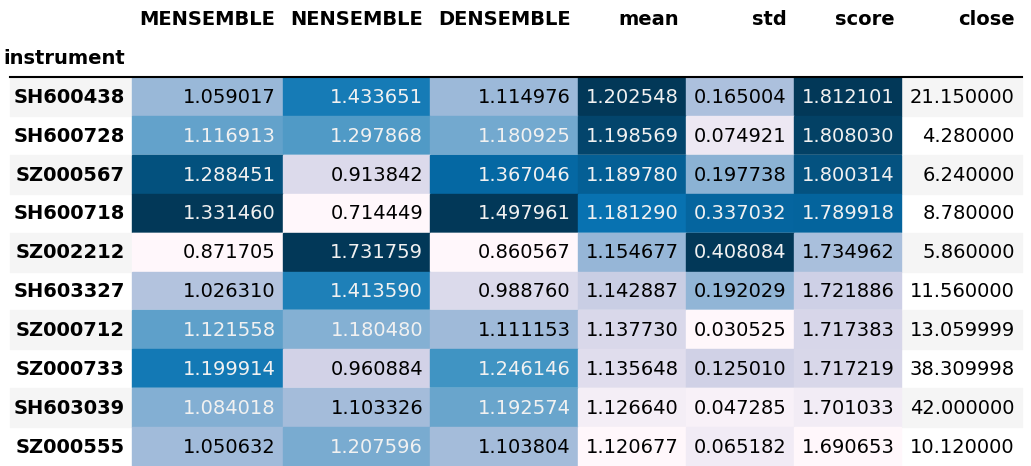 MENSEMBLE NENSEMBLE DENSEMBLE mean std score close
instrument
SH600438 1.059017 1.433651 1.114976 1.202548 0.165004 1.812101 21.150000
SH600728 1.116913 1.297868 1.180925 1.198569 0.074921 1.808030 4.280000
SZ000567 1.288451 0.913842 1.367046 1.189780 0.197738 1.800314 6.240000
SH600718 1.331460 0.714449 1.497961 1.181290 0.337032 1.789918 8.780000
SZ002212 0.871705 1.731759 0.860567 1.154677 0.408084 1.734962 5.860000
SH603327 1.026310 1.413590 0.988760 1.142887 0.192029 1.721886 11.560000
SZ000712 1.121558 1.180480 1.111153 1.137730 0.030525 1.717383 13.059999
SZ000733 1.199914 0.960884 1.246146 1.135648 0.125010 1.717219 38.309998
SH603039 1.084018 1.103326 1.192574 1.126640 0.047285 1.701033 42.000000
SZ000555 1.050632 1.207596 1.103804 1.120677 0.065182 1.690653 10.120000